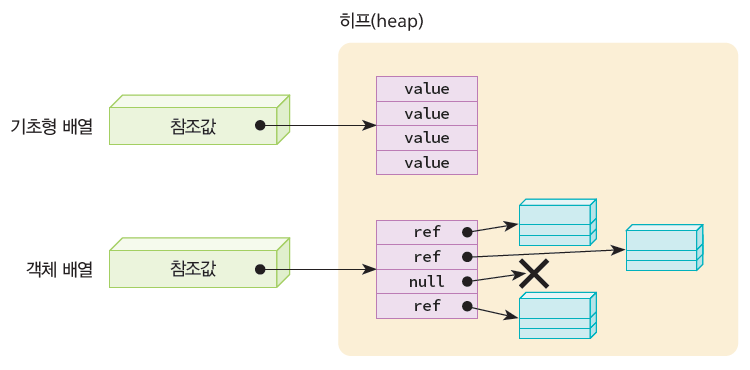 히프(heap)
기초형 배열
참조값
value
value
value
value
객체 배열
참조값
ref
ref
null
ref